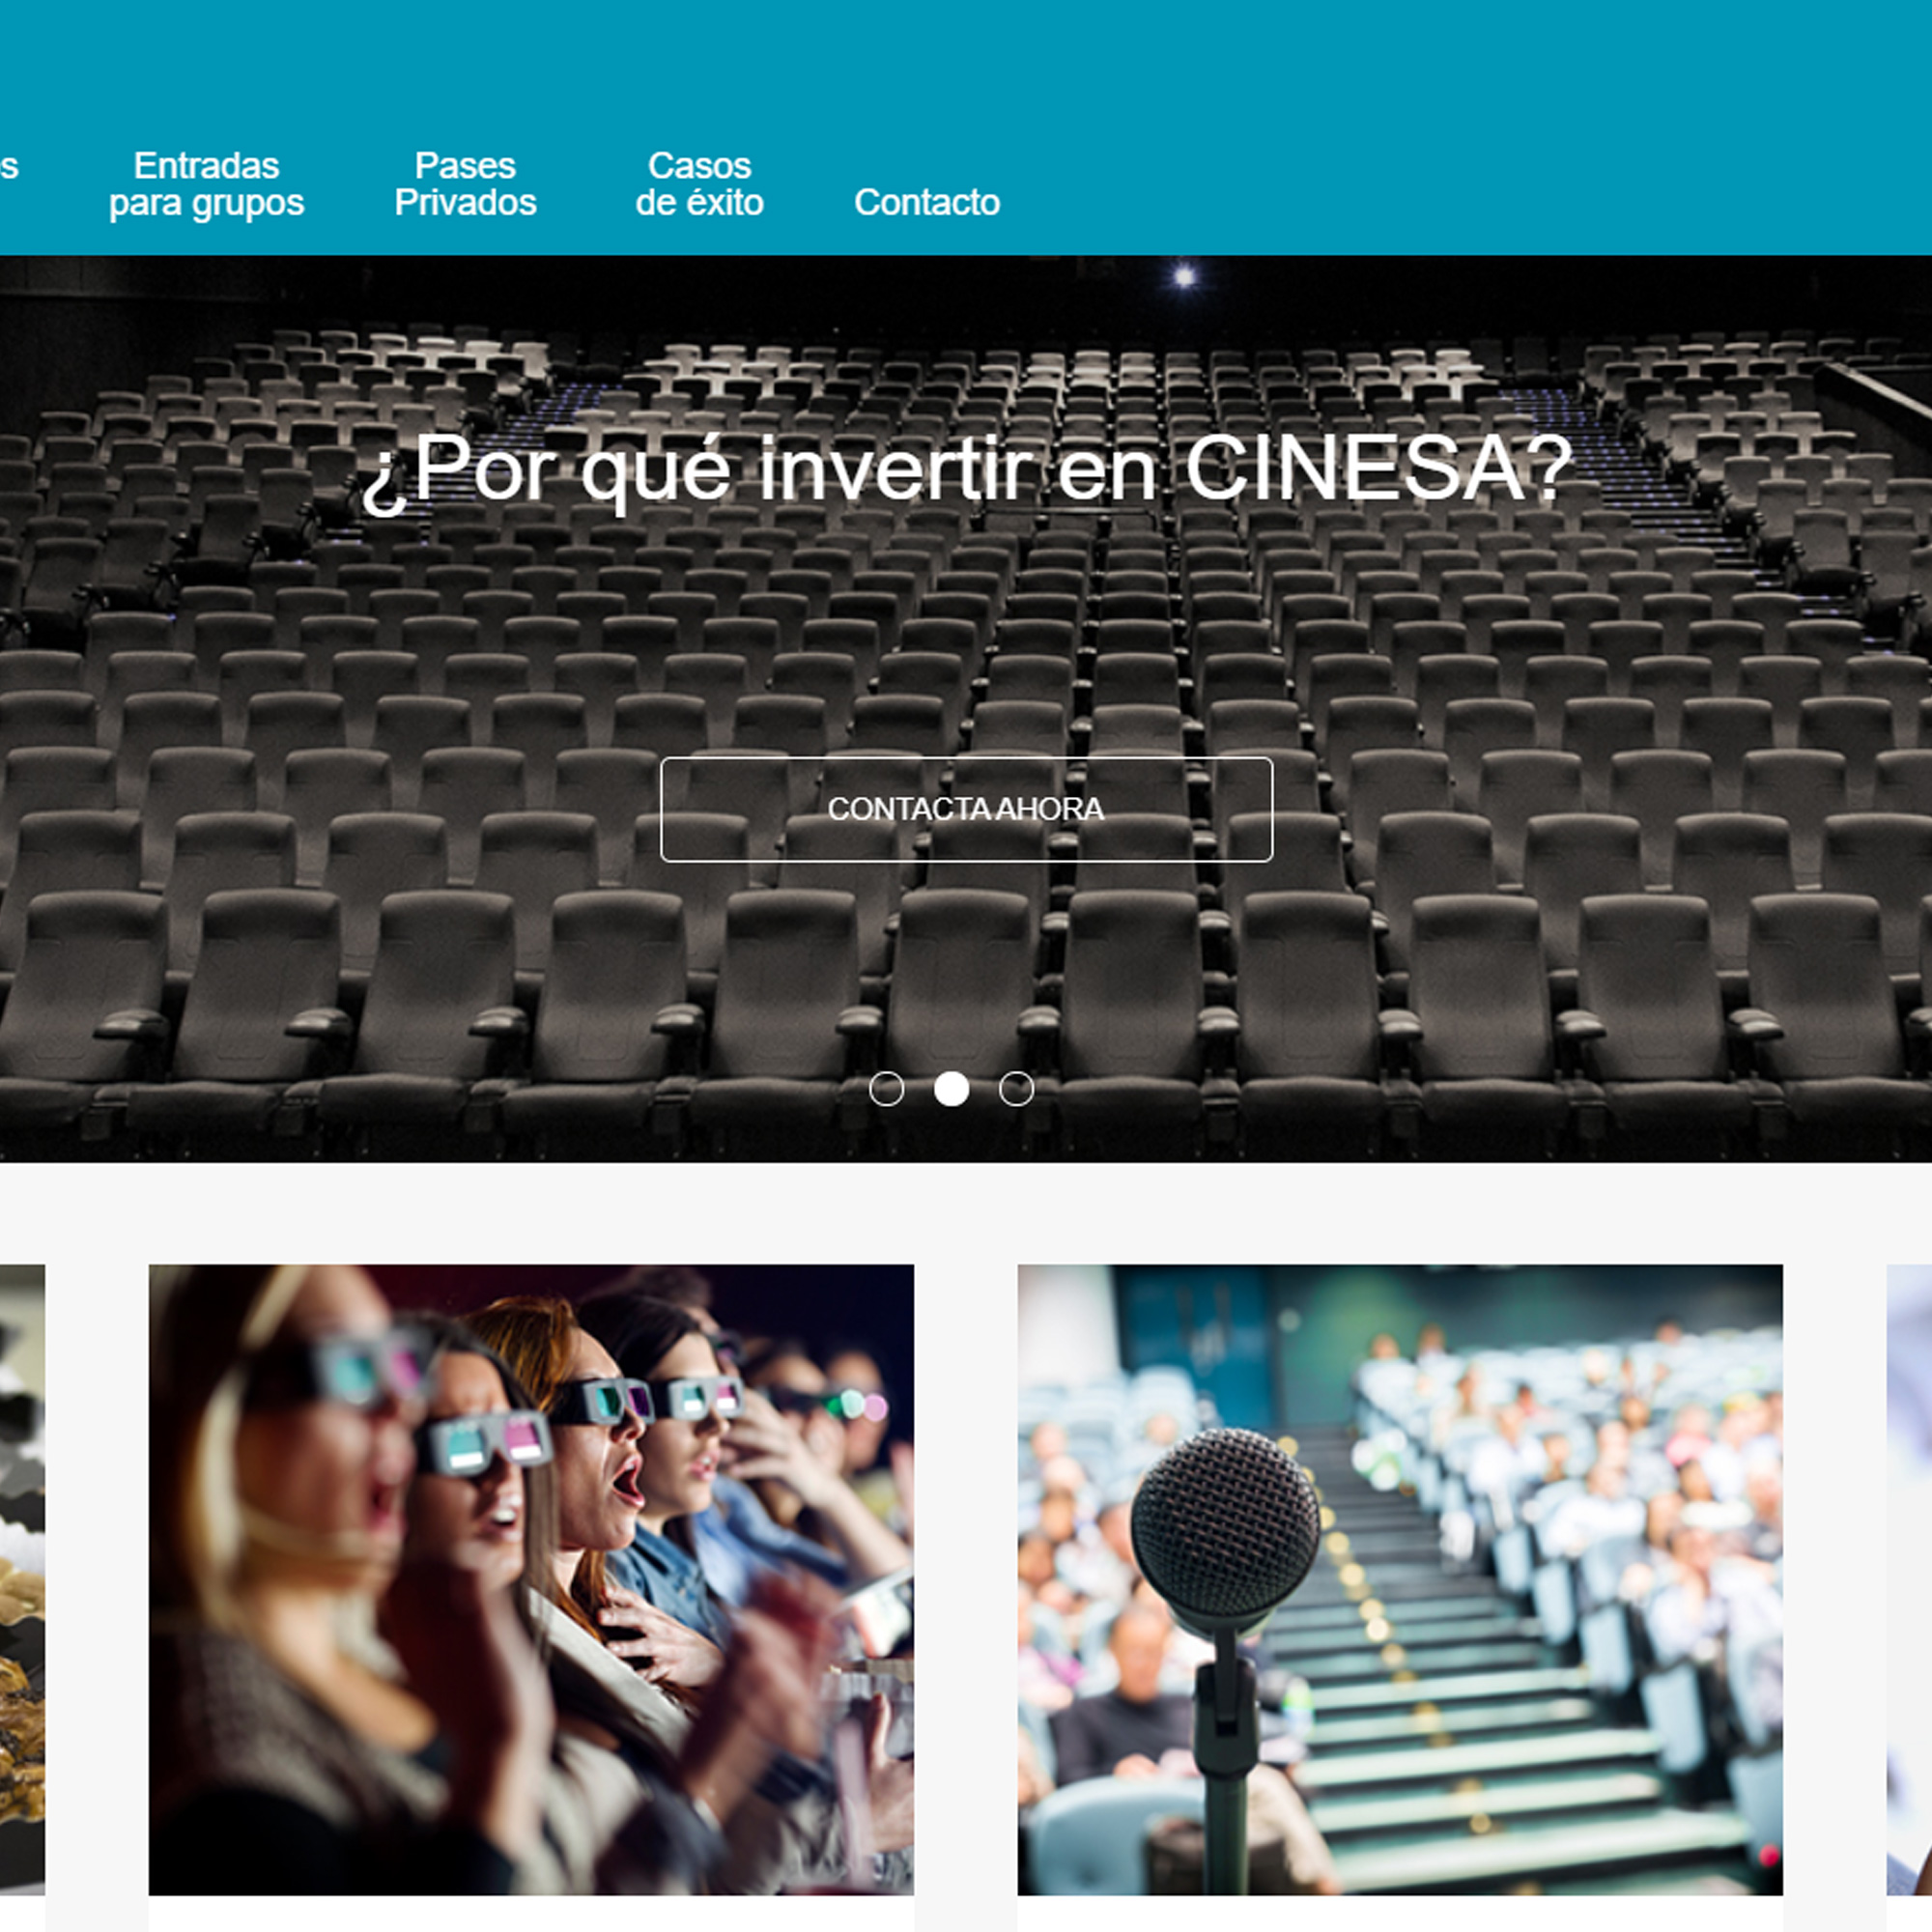 s
Entradas
para grupos
Pases
Privados
Casos
de éxito
Contacto
¿Por qué invertir en CINESA?
CONTACTA AHORA